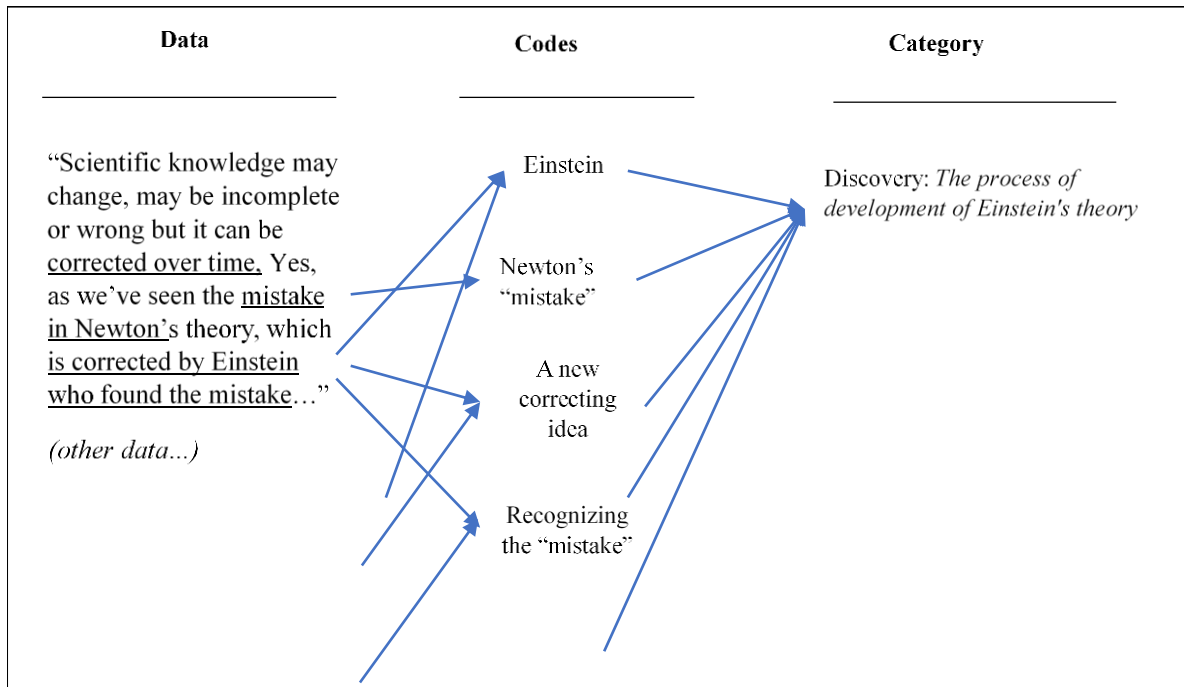 Data
Codes
Category
“Scientific knowledge may
change, may be incomplete
or wrong but it can be
corrected over time. Yes,
as we’ve seen the mistake
in Newton’s theory, which
is corrected by Einstein
who found the mistake…”
(other data...)
Einstein
Newton’s
“mistake”
A new
correcting
idea
Recognizing
the “mistake”
Discovery: The process of
development of Einstein's theory